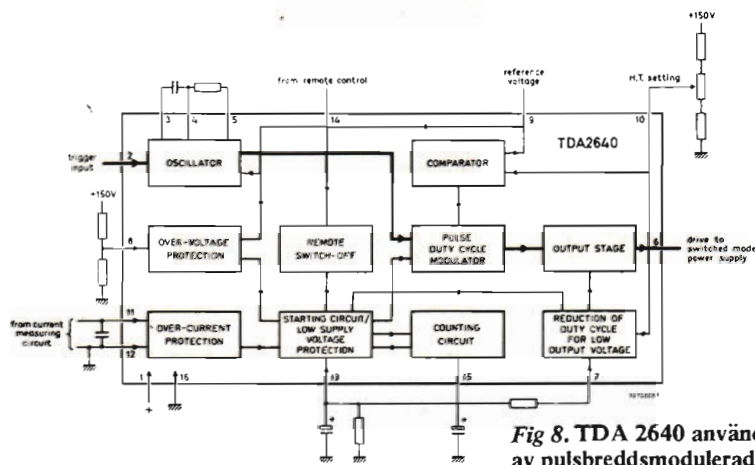 +150V
from remote control
reference
voltage
H.T. setting
3
4
5
14
9
10
TDA2640
trigger
input
2
OSCILLATOR
COMPARATOR
+150V
8
OVER-VOLTAGE
PROTECTION
REMOTE
SWITCH-OFF
PULSE
DUTY CYCLE
MODULATOR
OUTPUT STAGE
6
drive to
switched mode
power supply
from current
measuring
circuit
11
12
OVER-CURRENT
PROTECTION
STARTING CIRCUIT/
LOW SUPPLY
VOLTAGE
PROTECTION
COUNTING
CIRCUIT
REDUCTION OF
DUTY CYCLE
FOR LOW
OUTPUT VOLTAGE
1
16
+
13
15
7
+
+
Fig 8. TDA 2640 använd
av pulsbreddsmodulerad